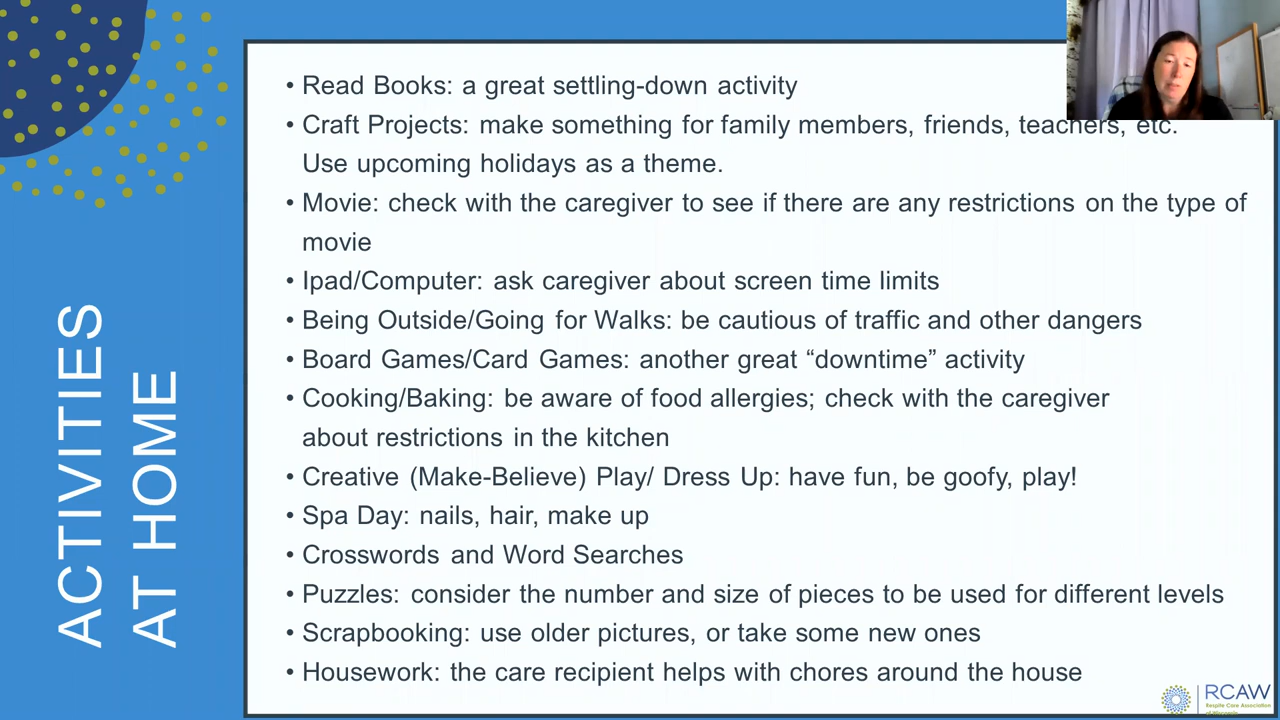 ACTIVITIES
AT HOME
• Read Books: a great settling-down activity
• Craft Projects: make something for family members, friends, teachers, etc.
Use upcoming holidays as a theme.
• Movie: check with the caregiver to see if there are any restrictions on the type of
movie
• Ipad/Computer: ask caregiver about screen time limits
• Being Outside/Going for Walks: be cautious of traffic and other dangers
• Board Games/Card Games: another great “downtime” activity
• Cooking/Baking: be aware of food allergies; check with the caregiver
about restrictions in the kitchen
• Creative (Make-Believe) Play/ Dress Up: have fun, be goofy, play!
• Spa Day: nails, hair, make up
• Crosswords and Word Searches
• Puzzles: consider the number and size of pieces to be used for different levels
• Scrapbooking: use older pictures, or take some new ones
• Housework: the care recipient helps with chores around the house
RCAW
Respite Care Association
of Wisconsin